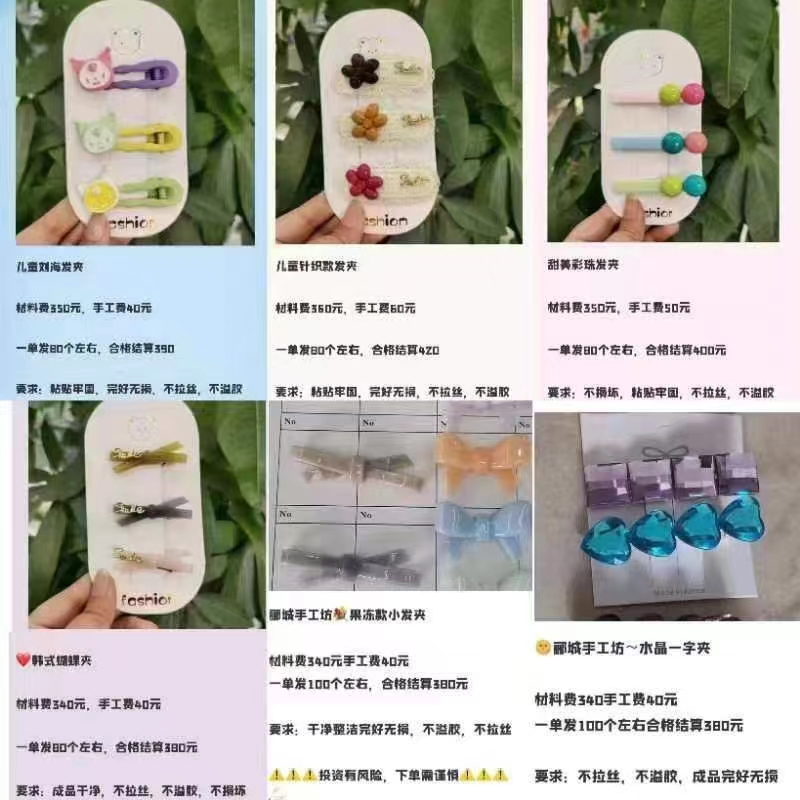 fashion
儿童刘海发夹
材料费350元，手工费40元
一单发80个左右，合格结算390
要求：粘贴牢固，完好无损、不拉丝，不溢胶
fashion
儿童针织款发夹
材料费360元，手工费60元
一单发80个左右，合格结算420
要求：粘贴牢固，完好无损，不拉丝，不溢胶
fashion
甜美彩珠发夹
材料费350元，手工费50元
一单发80个左右，合格结算400元
要求：不损坏，粘贴牢固，不拉丝，不溢胶
fashion
❤️韩式蝴蝶夹
材料费340元，手工费40元
一单发80个左右，合格结算380元
要求：成品干净，不拉丝，不溢胶，不损坏
No
No
No
No
郦城手工坊 果冻款小发夹
材料费340元手工费40元
一单发100个左右，合格结算380元
要求：干净整洁完好无损，不溢胶，不拉丝
⚠️⚠️⚠️投资有风险，下单需谨慎⚠️⚠️⚠️
郦城手工坊～水晶一字夹
材料费340手工费40元
一单发100个左右合格结算380元
要求：不拉丝，不溢胶，成品完好无损